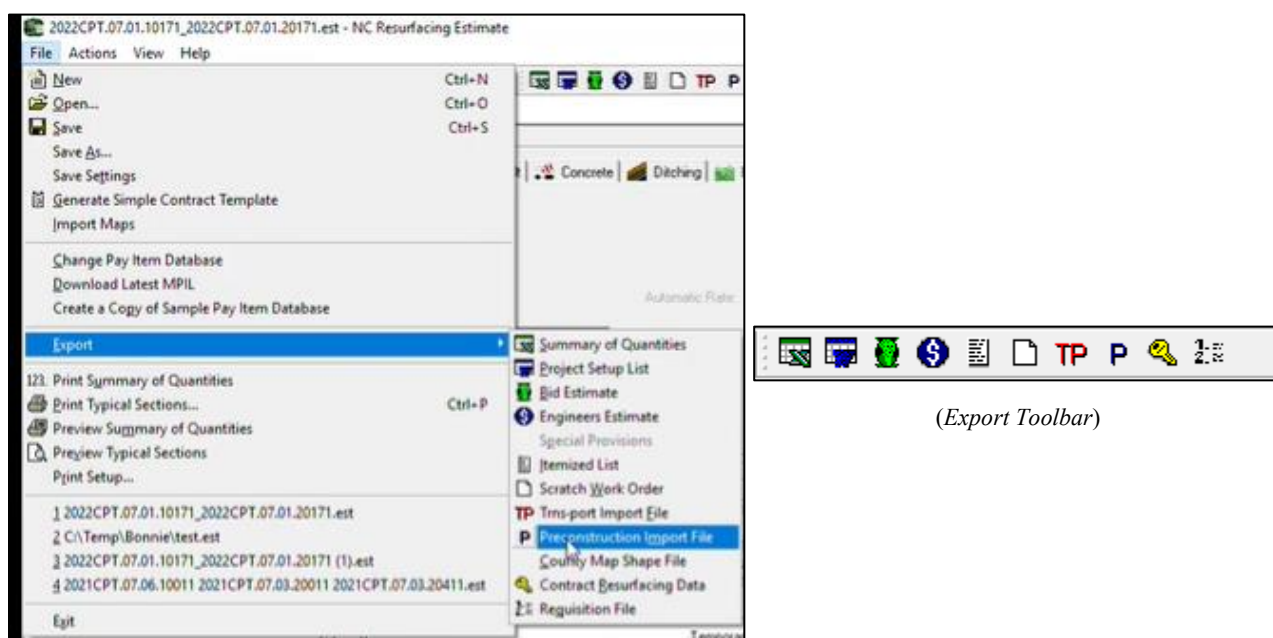 2022CPT.07.01.10171_2022CPT.07.01.20171.est - NC Resurfacing Estimate
File Actions View Help
New Ctrl+N
Open... Ctrl+O
Save Ctrl+S
Save As...
Save Settings
Generate Simple Contract Template
Import Maps
Change Pay Item Database
Download Latest MPIL
Create a Copy of Sample Pay Item Database
Export
123 Print Summary of Quantities
Print Typical Sections... Ctrl+P
Preview Summary of Quantities
Preview Typical Sections
Print Setup...
1 2022CPT.07.01.10171_2022CPT.07.01.20171.est
2 C:\Temp\Bonnie\test.est
3 2022CPT.07.01.10171_2022CPT.07.01.20171 (1).est
4 2021CPT.07.06.10011 2021CPT.07.03.20011 2021CPT.07.03.20411.est
Exit
TP P
Concrete Ditching
Automatic Rate
Summary of Quantities
Project Setup List
Bid Estimate
Engineers Estimate
Special Provisions
Itemized List
Scratch Work Order
TP Trns-port Import File
P Preconstruction Import File
County Map Shape File
Contract Resurfacing Data
Requisition File
TP P
(Export Toolbar)